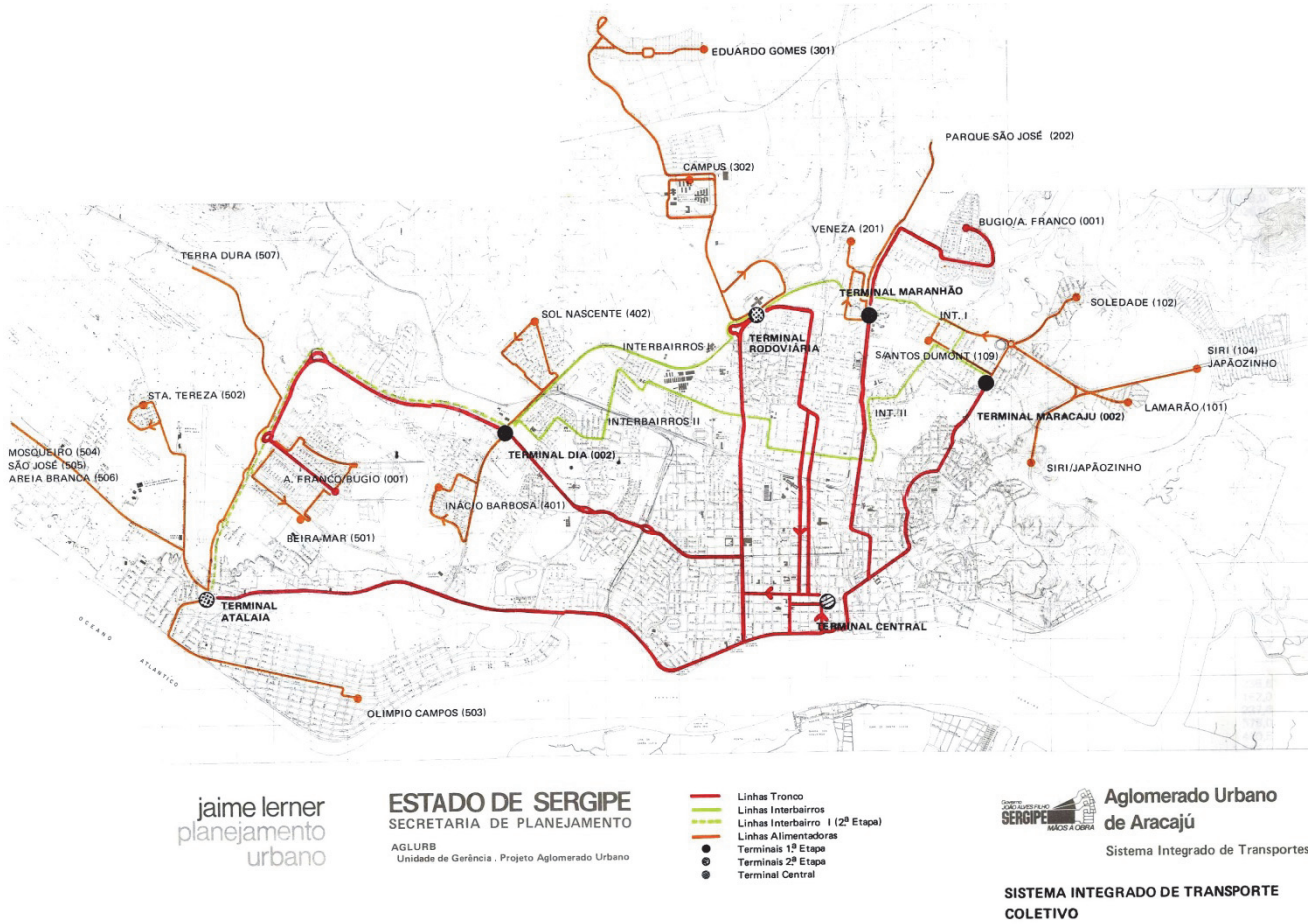 EDUARDO GOMES (301)
PARQUE SÃO JOSÉ (202)
CAMPUS (302)
BUGIO/A. FRANCO (001)
VENEZA (201)
TERRA DURA (507)
TERMINAL MARANHÃO
SOLEDADE (102)
SOL NASCENTE (402)
INT. I
TERMINAL
RODOVIÁRIA
INTERBAIRROS I
SANTOS DUMONT (109)
SIRI (104)
JAPÃOZINHO
STA. TEREZA (502)
LAMARÃO (101)
INT. II
TERMINAL MARACAJU (002)
INTERBAIRROS II
MOSQUEIRO (504)
SÃO JOSÉ (505)
AREIA BRANCA (506)
TERMINAL DIA (002)
SIRI/JAPÃOZINHO
A. FRANCO/BUGIO (001)
INÁCIO BARBOSA (401)
BEIRA-MAR (501)
TERMINAL
ATALAIA
TERMINAL CENTRAL
OCEANO
ATLANTICO
OLIMPIO CAMPOS (503)
jaime lerner
planejamento
urbano
ESTADO DE SERGIPE
SECRETARIA DE PLANEJAMENTO
AGLURB
Unidade de Gerência . Projeto Aglomerado Urbano
Linhas Tronco
Linhas Interbairros
Linhas Interbairro I (2ª Etapa)
Linhas Alimentadoras
Terminais 1ª Etapa
Terminais 2ª Etapa
Terminal Central
Governo
JOÃO ALVES FILHO
SERGIPE
MÃOS A OBRA
Aglomerado Urbano
de Aracajú
Sistema Integrado de Transportes
SISTEMA INTEGRADO DE TRANSPORTE
COLETIVO